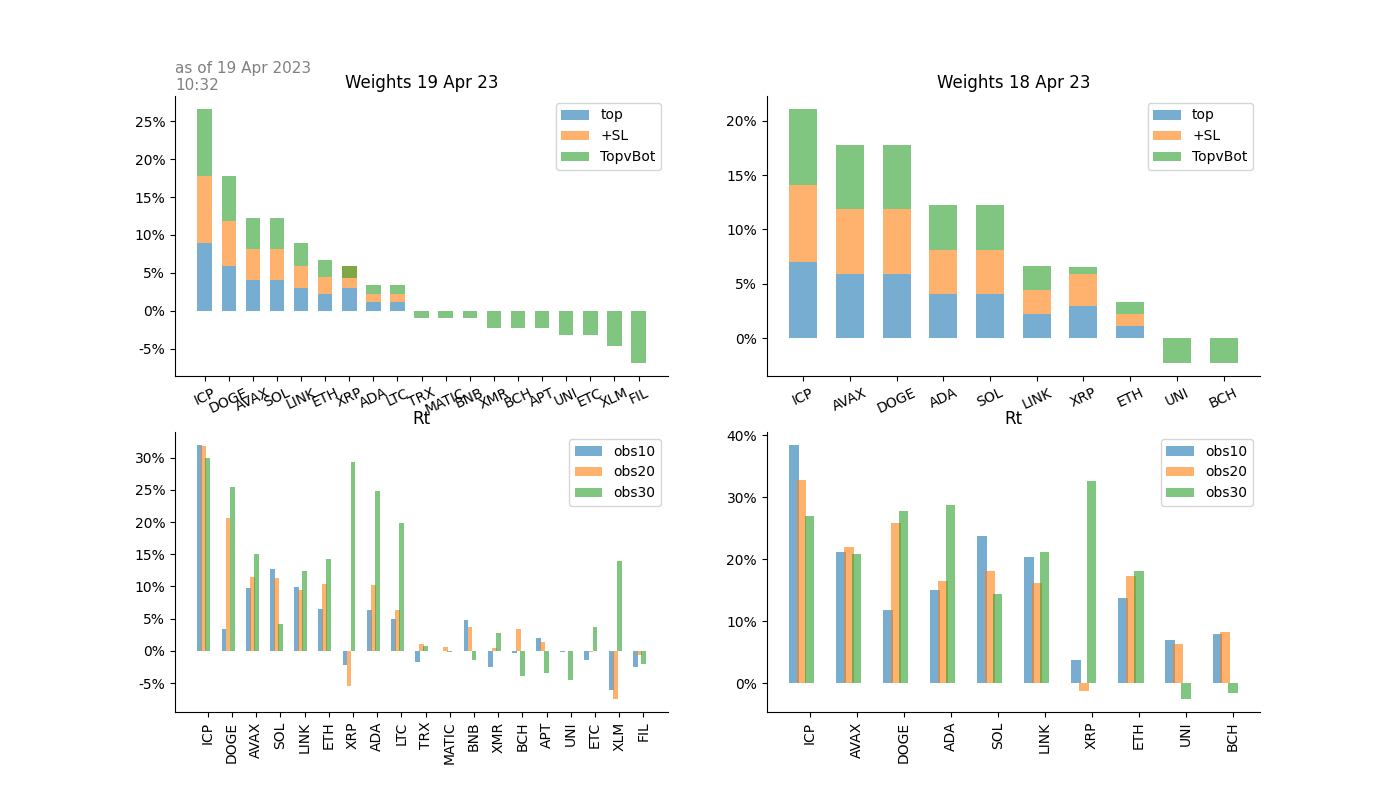 as of 19 Apr 2023
10:32
Weights 19 Apr 23
25%
20%
15%
10%
5%
0%
-5%
top
+SL
TopvBot
ICP DOGE AVAX SOL LINK ETH XRP ADA LTC TRX MATIC BNB XMR BCH APT UNI ETC XLM FIL
Weights 18 Apr 23
20%
15%
10%
5%
0%
top
+SL
TopvBot
ICP AVAX DOGE ADA SOL LINK XRP ETH UNI BCH
Rt
30%
25%
20%
15%
10%
5%
0%
-5%
obs10
obs20
obs30
ICP DOGE AVAX SOL LINK ETH XRP ADA LTC TRX MATIC BNB XMR BCH APT UNI ETC XLM FIL
Rt
40%
30%
20%
10%
0%
obs10
obs20
obs30
ICP AVAX DOGE ADA SOL LINK XRP ETH UNI BCH